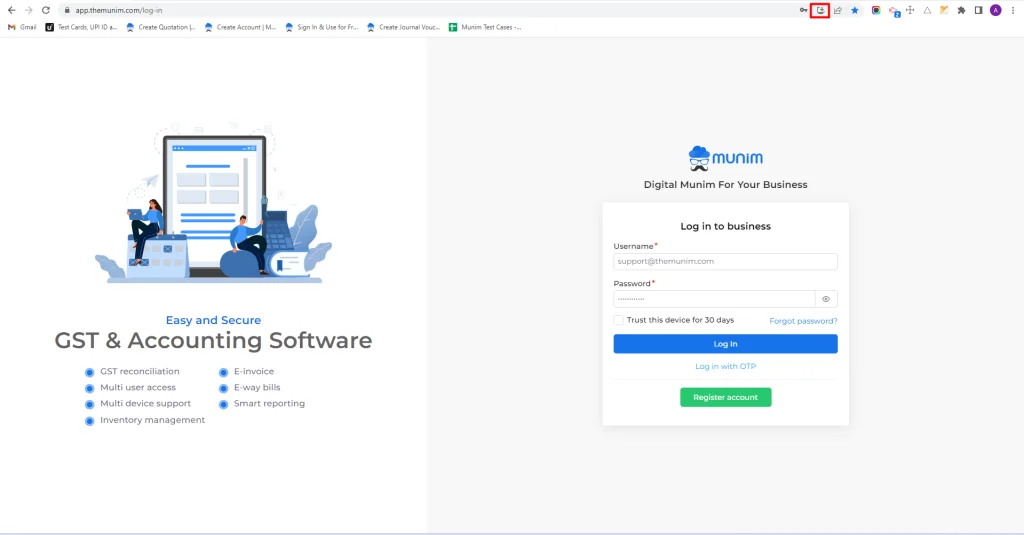 app.themunim.com/log-in
Gmail Test Cards, UPI ID a... Create Quotation |... Create Account | M... Sign In & Use for Fr... Create Journal Vouc... Munim Test Cases -...
2
A
munim
Digital Munim For Your Business
Log in to business
Username*
support@themunim.com
Password*
Trust this device for 30 days Forgot password?
Log In
Log in with OTP
Register account
Easy and Secure
GST & Accounting Software
GST reconciliation E-invoice
Multi user access E-way bills
Multi device support Smart reporting
Inventory management